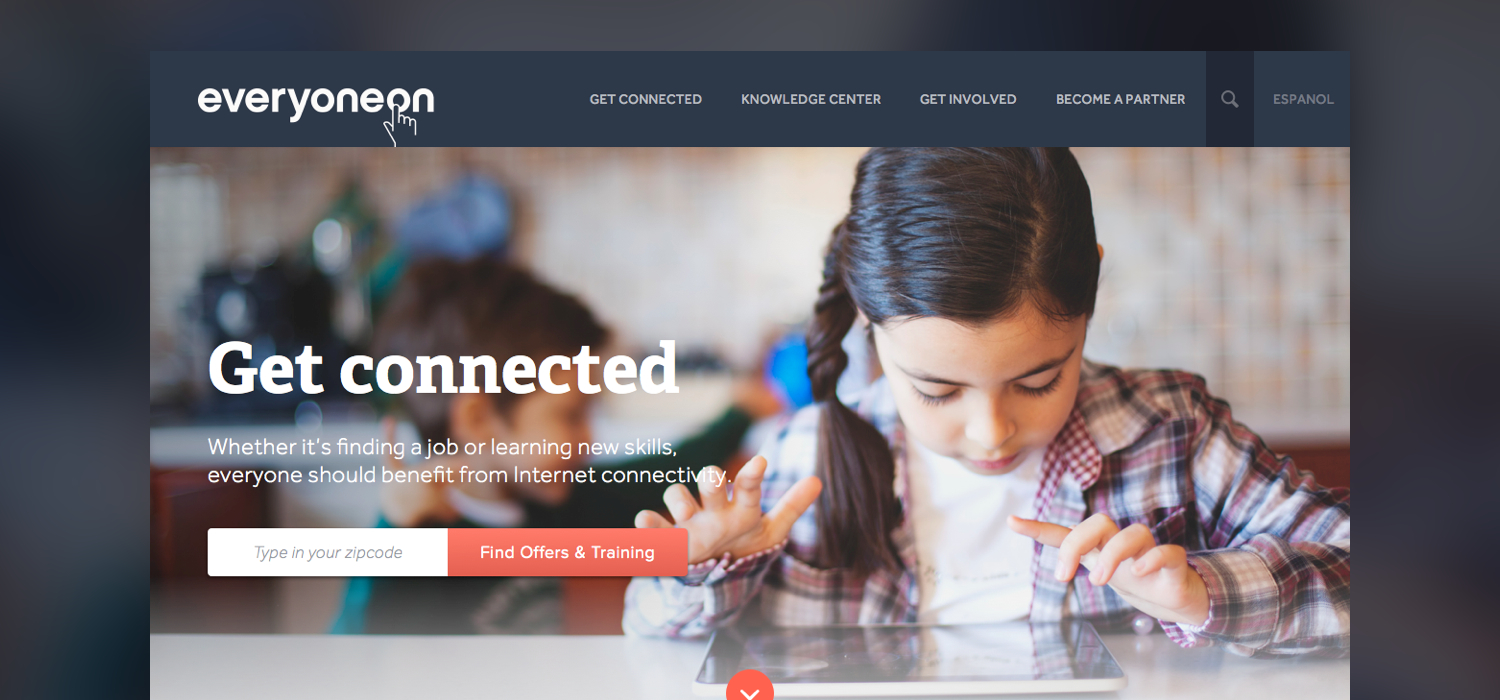 everyoneon
GET CONNECTED
KNOWLEDGE CENTER
GET INVOLVED
BECOME A PARTNER
ESPANOL
Get connected
Whether it's finding a job or learning new skills,
everyone should benefit from Internet connectivity.
Type in your zipcode
Find Offers & Training